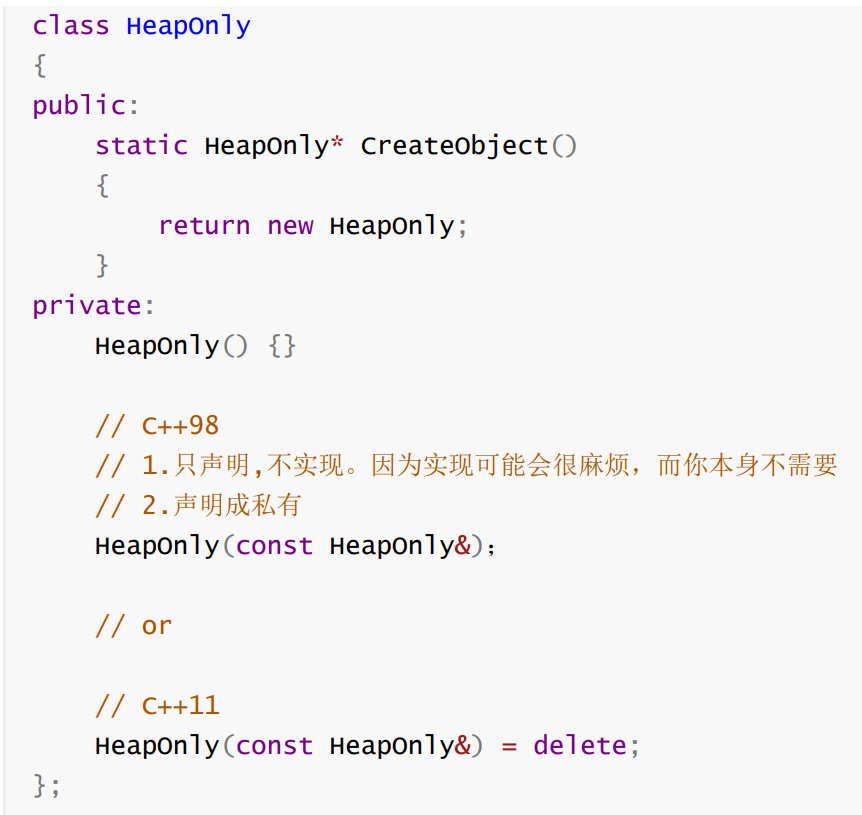 class HeapOnly
{
public:
    static HeapOnly* CreateObject()
    {
        return new HeapOnly;
    }
private:
    HeapOnly() {}

    // C++98
    // 1.只声明,不实现。因为实现可能会很麻烦，而你本身不需要
    // 2.声明成私有
    HeapOnly(const HeapOnly&)；

    // or

    // C++11
    HeapOnly(const HeapOnly&) = delete;
};